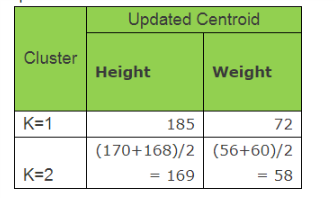 Updated Centroid
Cluster
Height Weight
K=1 185 72
(170+168)/2 (56+60)/2
K=2 = 169 = 58